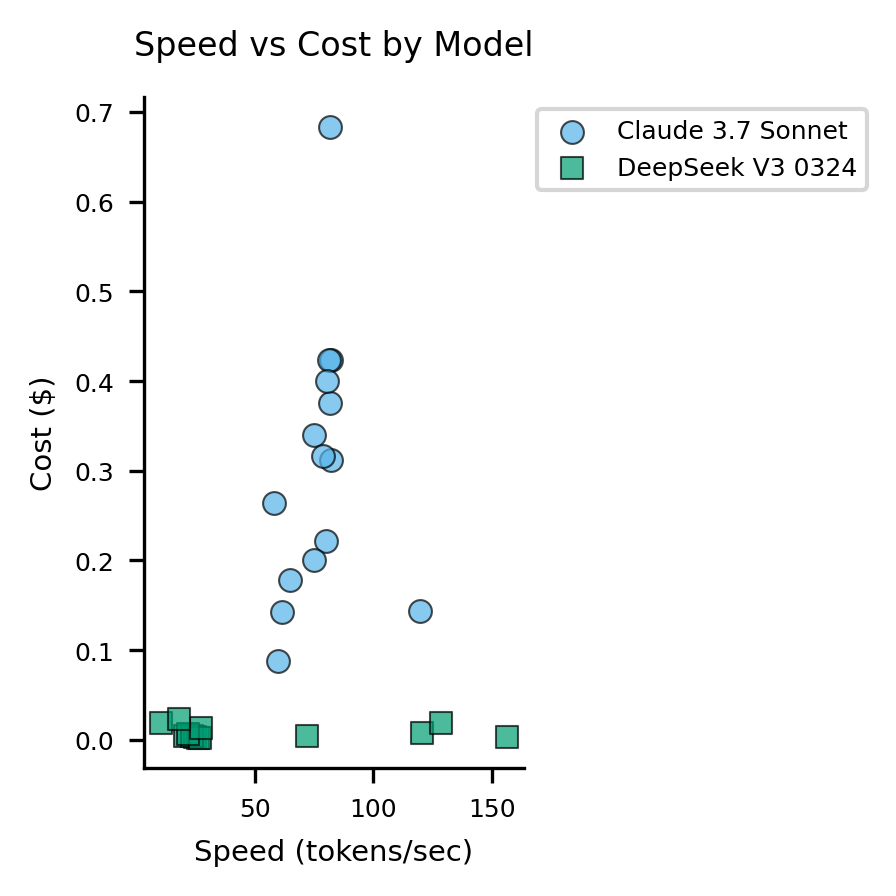 Speed vs Cost by Model
Claude 3.7 Sonnet
DeepSeek V3 0324
0.7
0.6
0.5
0.4
0.3
0.2
0.1
0.0
Cost ($)
50
100
150
Speed (tokens/sec)